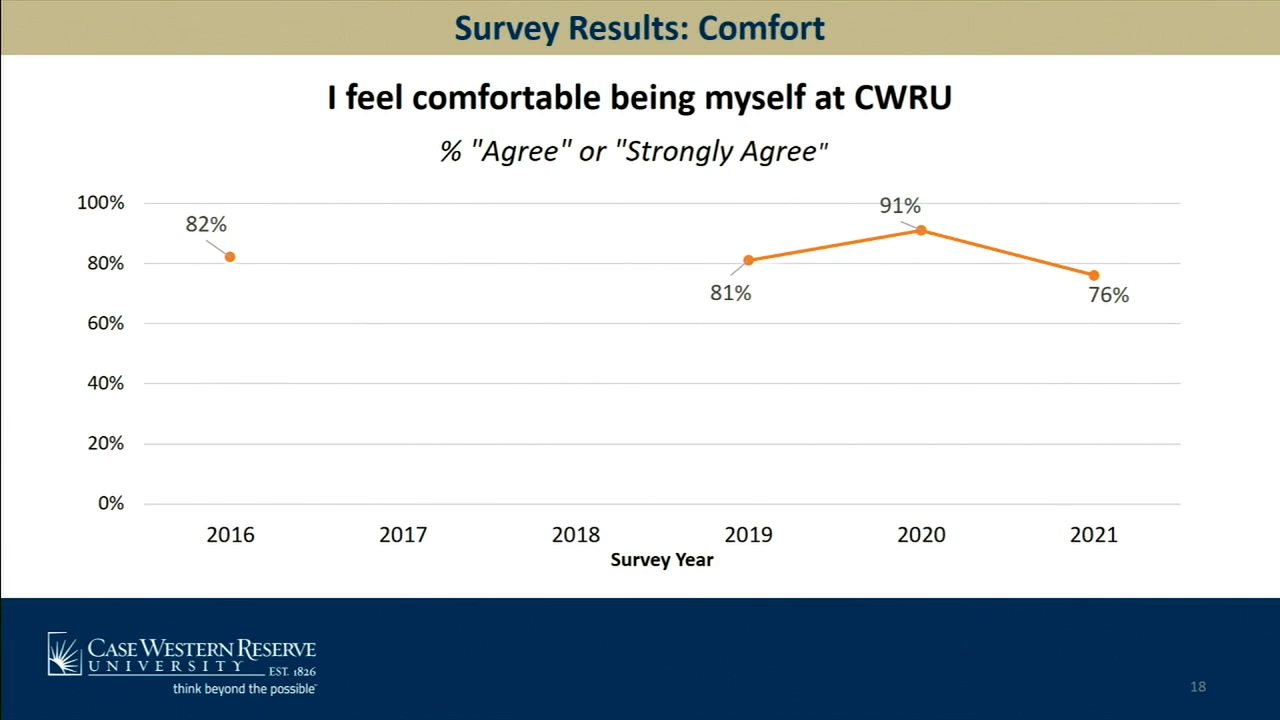 Survey Results: Comfort
I feel comfortable being myself at CWRU
% "Agree" or "Strongly Agree"
100%
80%
60%
40%
20%
0%
82%
81%
91%
76%
2016 2017 2018 2019 2020 2021
Survey Year
CASE WESTERN RESERVE
UNIVERSITY EST. 1826
think beyond the possible™
18